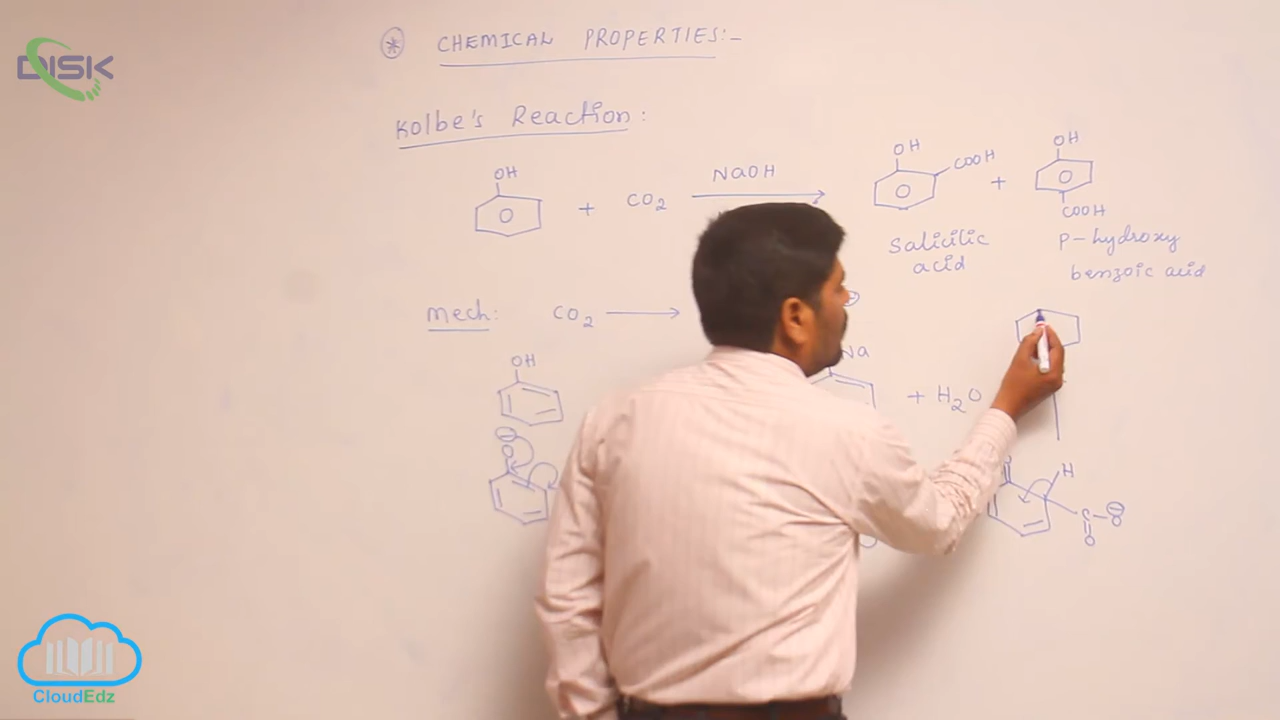 DISK
* CHEMICAL PROPERTIES:-
Kolbe's Reaction:
OH + CO2 NaOH → OH COOH + OH COOH
Salicilic acid
P-hydroxy benzoic acid
mech: CO2 →
OH
Na
+ H2O
O
H
C-O
O
CloudEdz